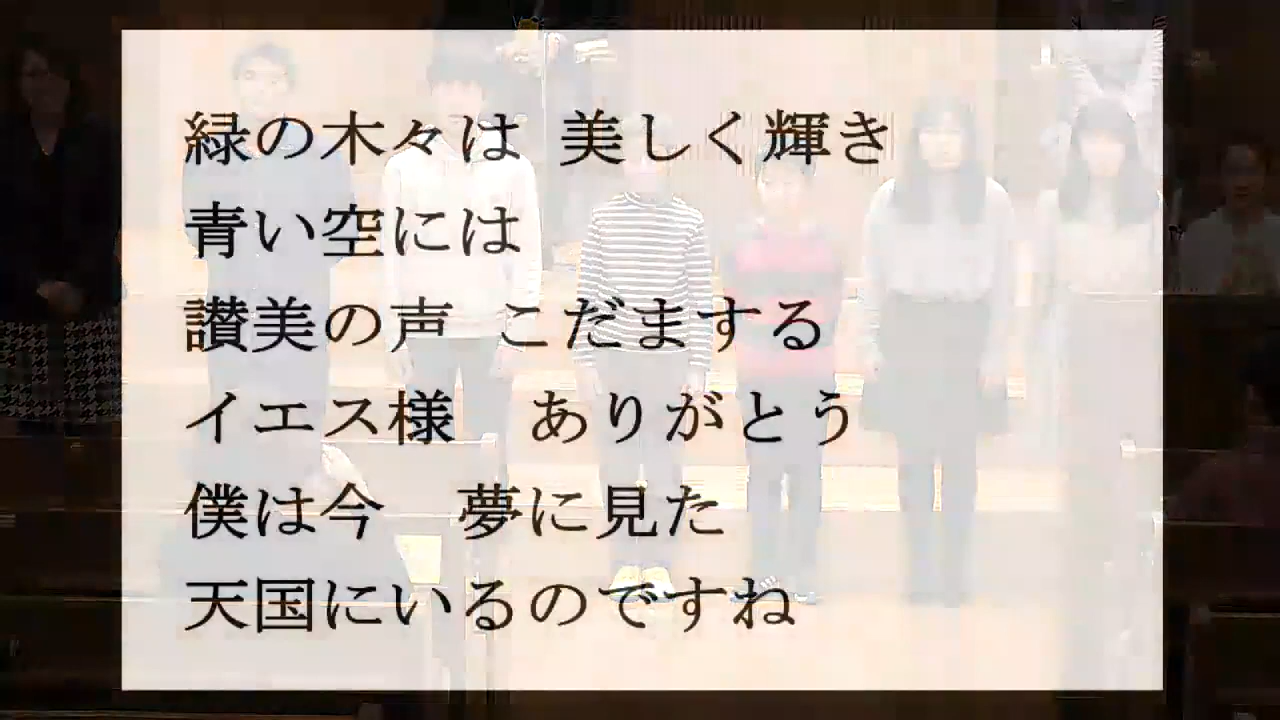 緑の木々は 美しく輝き
青い空には
讃美の声 こだまする
イエス様 ありがとう
僕は今 夢に見た
天国にいるのですね